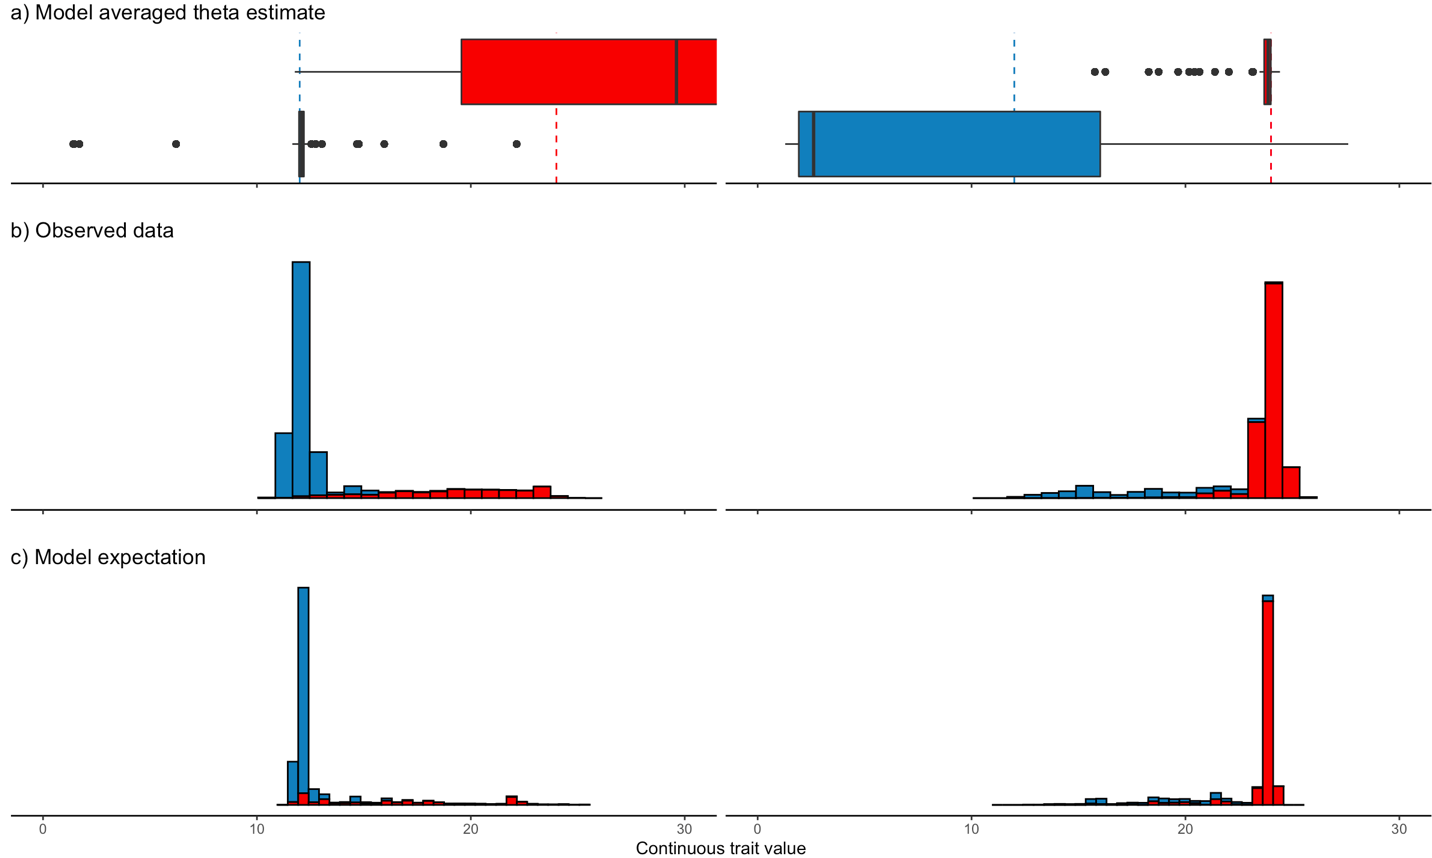 a) Model averaged theta estimate
b) Observed data
c) Model expectation
0 10 20 30 0 10 20 30
Continuous trait value